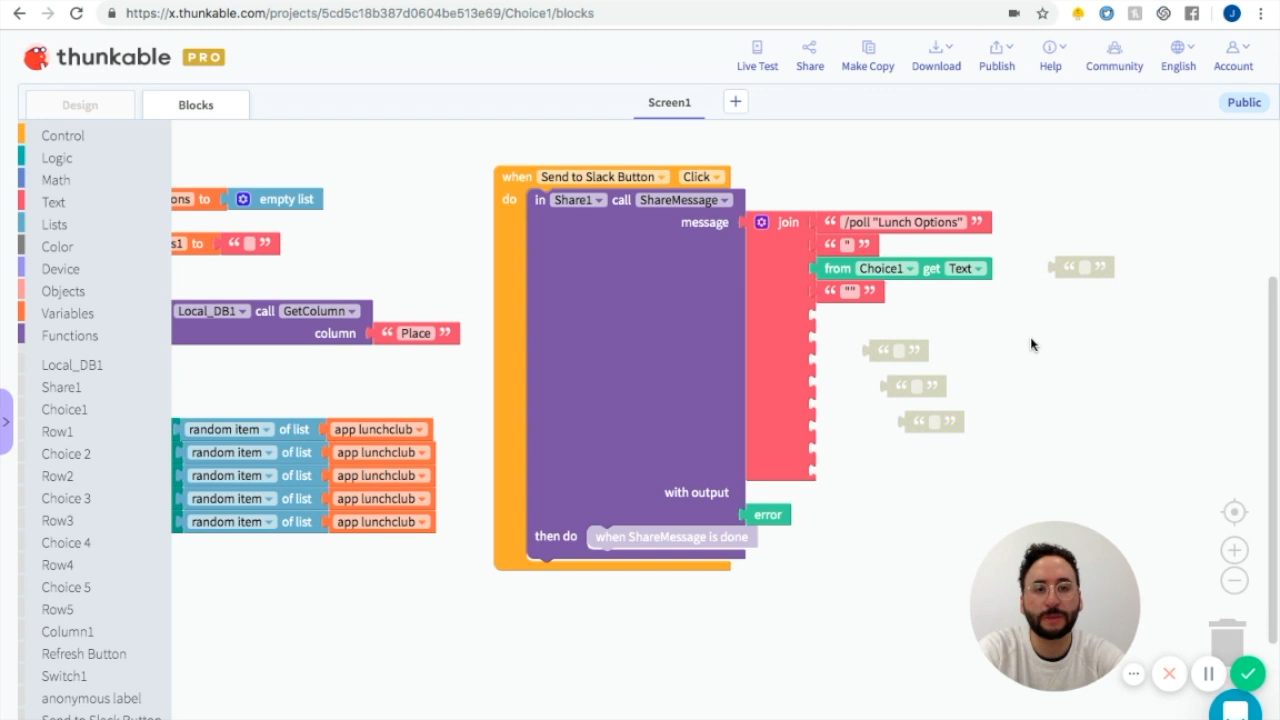 https://x.thunkable.com/projects/5cd5c18b387d0604be513e69/Choice1/blocks
thunkable PRO
Live Test
Share
Make Copy
Download
Publish
Help
Community
English
Account
Design
Blocks
Screen1
+
Public
Control
Logic
Math
Text
Lists
Color
Device
Objects
Variables
Functions
Local_DB1
Share1
Choice1
Row1
Choice 2
Row2
Choice 3
Row3
Choice 4
Row4
Choice 5
Row5
Column1
Refresh Button
Switch1
anonymous label
Send to Slack Button
ons to empty list
s1 to “ ”
Local_DB1 call GetColumn
column “ Place ”
random item of list app lunchclub
random item of list app lunchclub
random item of list app lunchclub
random item of list app lunchclub
random item of list app lunchclub
when Send to Slack Button Click
do in Share1 call ShareMessage
message join “ /poll "Lunch Options" ”
“ " ”
from Choice1 get Text
“ "" ”
with output
error
then do when ShareMessage is done
“ ”
“ ”
“ ”
“ ”